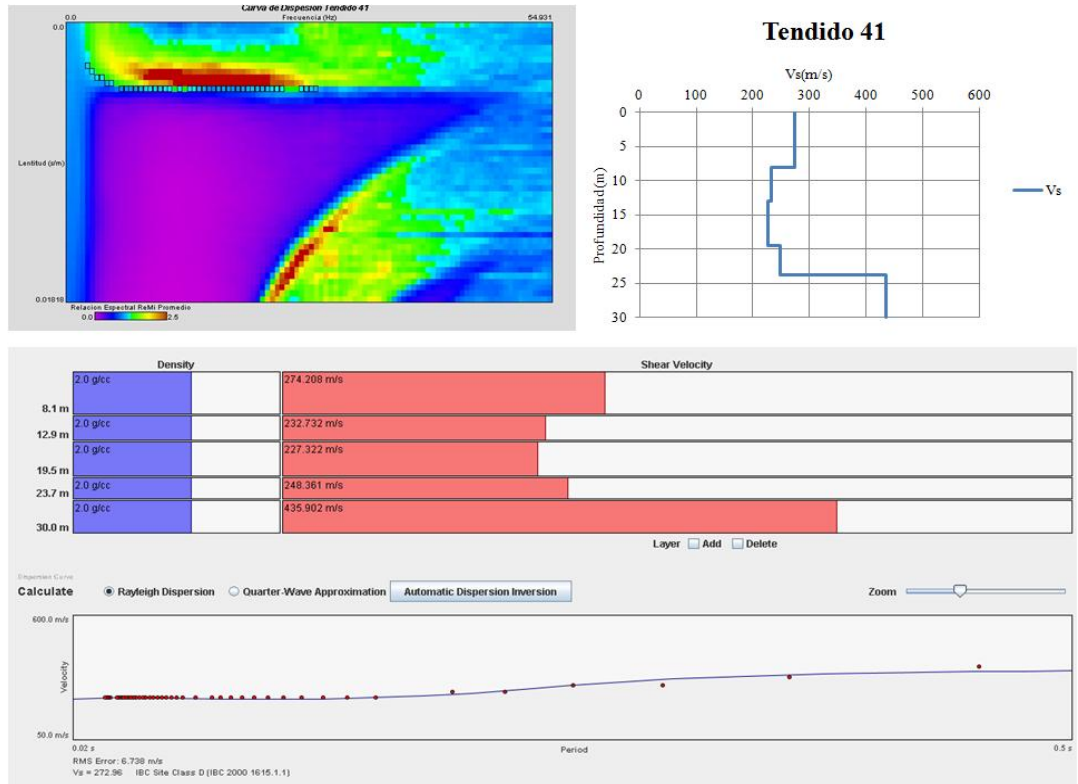 Curva de Dispesión Tendido 41
0.0 Frecuencia (Hz) 54.931
0.0
Lentitud (s/m)
0.01818
Relacion Espectral ReMi Promedio
0.0 2.5
Tendido 41
Vs(m/s)
0 100 200 300 400 500 600
0
5
10
15
20
25
30
Profundidad(m)
Vs
Density Shear Velocity
2.0 g/cc 274.208 m/s
8.1 m
2.0 g/cc 232.732 m/s
12.9 m
2.0 g/cc 227.322 m/s
19.5 m
2.0 g/cc 248.361 m/s
23.7 m
2.0 g/cc 435.902 m/s
30.0 m
Layer Add Delete
Dispersion Curve
Calculate Rayleigh Dispersion Quarter-Wave Approximation Automatic Dispersion Inversion Zoom
600.0 m/s
Velocity
50.0 m/s
0.02 s Period 0.5 s
RMS Error: 6.738 m/s
Vs = 272.96 IBC Site Class D (IBC 2000 1615.1.1)